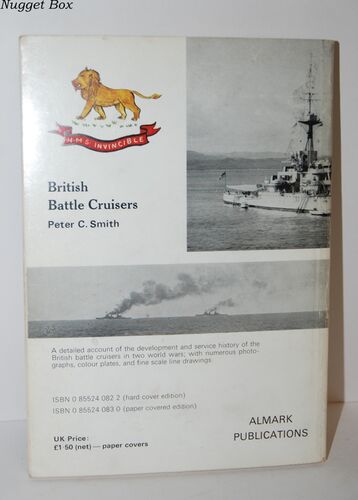 Nugget Box
H·M·S INVINCIBLE
British
Battle Cruisers
Peter C. Smith
A detailed account of the development and service history of the
British battle cruisers in two world wars; with numerous photo-
graphs, colour plates, and fine scale line drawings.
ISBN 0 85524 082 2 (hard cover edition)
ISBN 0 85524 083 0 (paper covered edition)
UK Price:
£1·50 (net)— paper covers
ALMARK
PUBLICATIONS